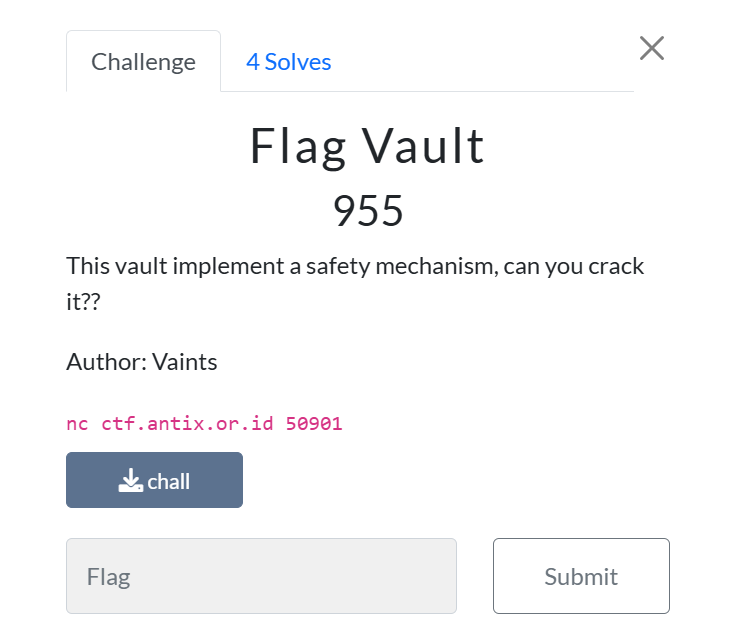 Challenge
4 Solves
Flag Vault
955
This vault implement a safety mechanism, can you crack
it??
Author: Vaints
nc ctf.antix.or.id 50901
chall
Flag
Submit